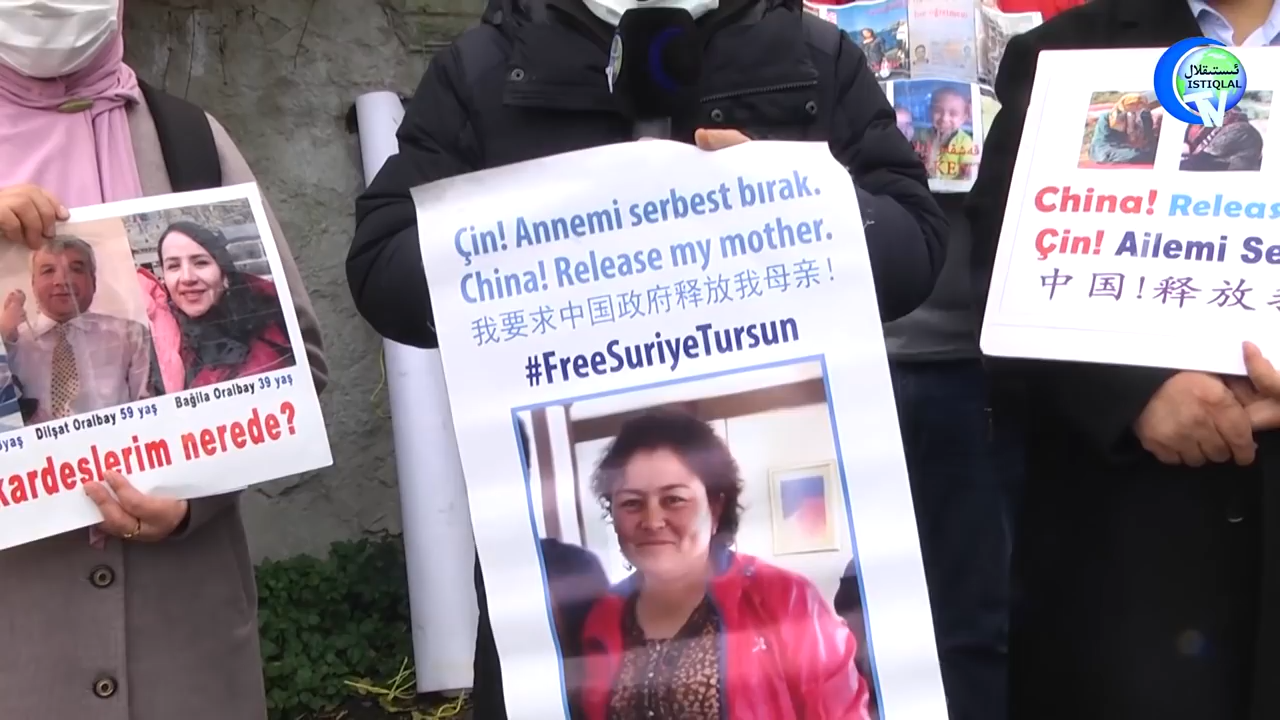 ئىستىقلال
ISTIQLAL
TV
Çin! Annemi serbest bırak.
China! Release my mother.
我要求中国政府释放我母亲！
#FreeSuriyeTursun
Dilşat Oralbay 59 yaş
Bağila Oralbay 39 yaş
kardeşlerim nerede?
China!
Çin! Ailemi
中国!释放